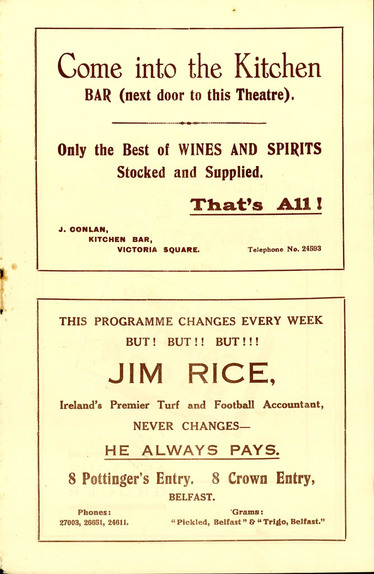 Come into the Kitchen
BAR (next door to this Theatre).
Only the Best of WINES AND SPIRITS
Stocked and Supplied.
That's All!
J. CONLAN,
KITCHEN BAR,
VICTORIA SQUARE.
Telephone No. 24593
THIS PROGRAMME CHANGES EVERY WEEK
BUT! BUT!! BUT!!!
JIM RICE,
Ireland's Premier Turf and Football Accountant,
NEVER CHANGES—
HE ALWAYS PAYS.
8 Pottinger's Entry. 8 Crown Entry,
BELFAST.
Phones:
27003, 26651, 24611.
'Grams:
"Pickled, Belfast" & "Trigo, Belfast."